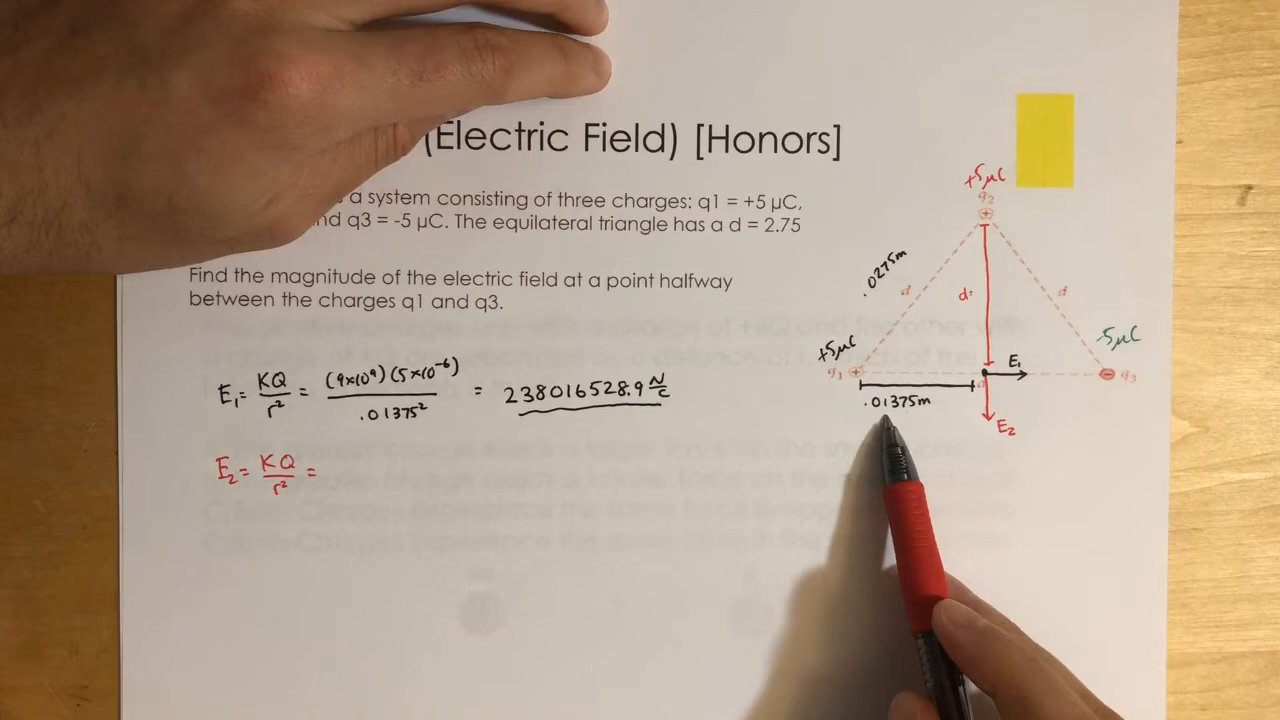 (Electric Field) [Honors]
a system consisting of three charges: q1 = +5 µC,
nd q3 = -5 µC. The equilateral triangle has a d = 2.75
Find the magnitude of the electric field at a point halfway
between the charges q1 and q3.
E₁ = KQ/r² = (9×10⁹)(5×10⁻⁶)/.01375² = 238016528.9 N/C
E₂ = KQ/r² =
+5µC
q2
+
.0275m
d
d=
d
+5µC
5µC
q1 +
E₁
- q3
.01375m
E₂